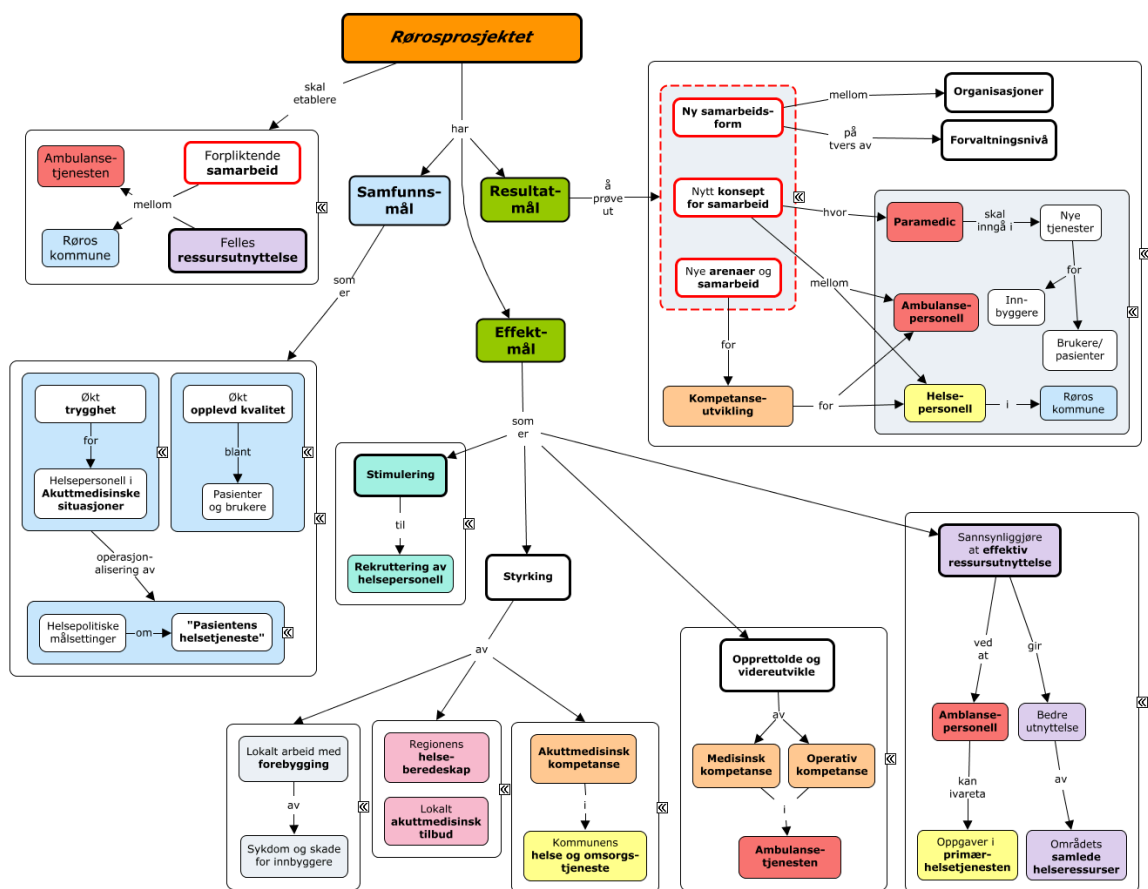 Rørosprosjektet
skal
etablere
har
Ambulanse-
tjenesten
Forpliktende
samarbeid
mellom
Røros
kommune
Felles
ressursutnyttelse
Samfunns-
mål
Resultat-
mål
å
prøve
ut
Effekt-
mål
Ny samarbeids-
form
mellom
Organisasjoner
på
tvers av
Forvaltningsnivå
Nytt konsept
for samarbeid
hvor
Paramedic
skal
inngå i
Nye
tjenester
for
Inn-
byggere
Brukere/
pasienter
Nye arenaer og
samarbeid
mellom
Ambulanse-
personell
for
Kompetanse-
utvikling
for
Helse-
personell
i
Røros
kommune
som
er
Økt
trygghet
for
Helsepersonell i
Akuttmedisinske
situasjoner
Økt
opplevd kvalitet
blant
Pasienter
og brukere
operasjon-
alisering av
Helsepolitiske
målsettinger
om
"Pasientens
helsetjeneste"
som
er
Stimulering
til
Rekruttering av
helsepersonell
Styrking
av
Lokalt arbeid med
forebygging
av
Sykdom og skade
for innbyggere
Regionens
helse-
beredeskap
Lokalt
akuttmedisinsk
tilbud
Akuttmedisinsk
kompetanse
i
Kommunens
helse og omsorgs-
tjeneste
Opprettolde og
videreutvikle
av
Medisinsk
kompetanse
Operativ
kompetanse
i
Ambulanse-
tjenesten
Sannsynliggjøre
at effektiv
ressursutnyttelse
ved
at
gir
Amblanse-
personell
Bedre
utnyttelse
kan
ivareta
av
Oppgaver i
primær-
helsetjenesten
Områdets
samlede
helseressurser